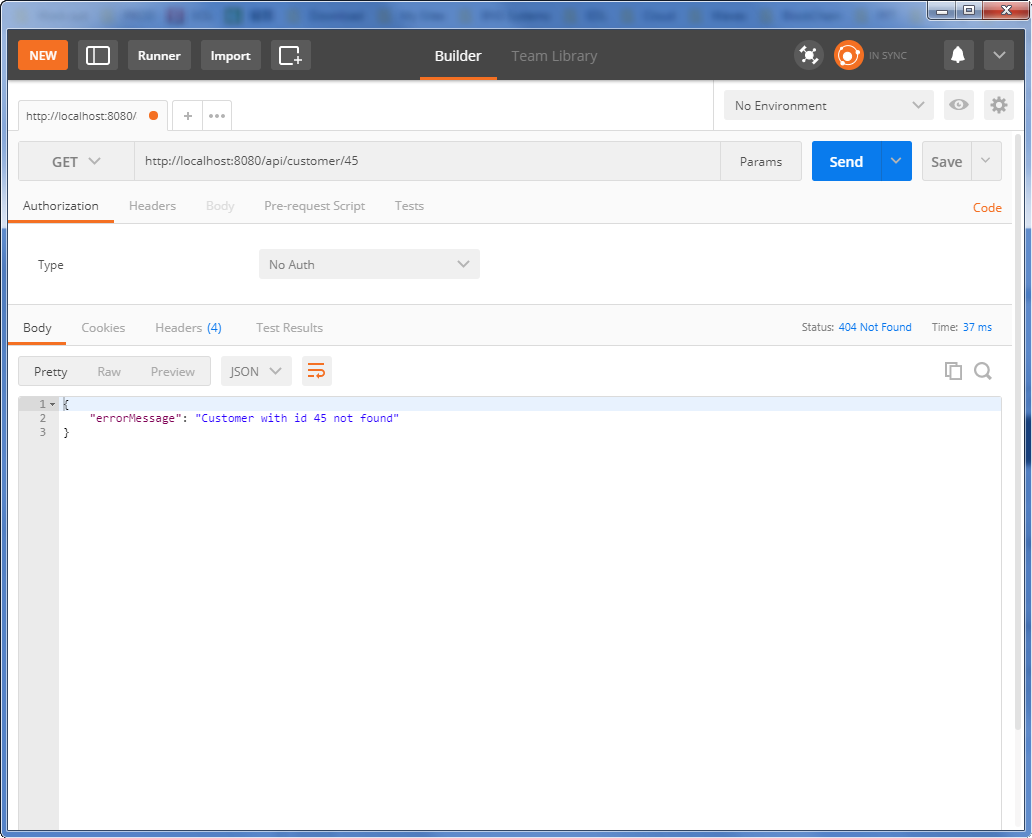 NEW Runner Import Builder Team Library IN SYNC
http://localhost:8080/ No Environment
GET http://localhost:8080/api/customer/45 Params Send Save
Authorization Headers Body Pre-request Script Tests Code
Type No Auth
Body Cookies Headers (4) Test Results Status: 404 Not Found Time: 37 ms
Pretty Raw Preview JSON
1 {
2 "errorMessage": "Customer with id 45 not found"
3 }